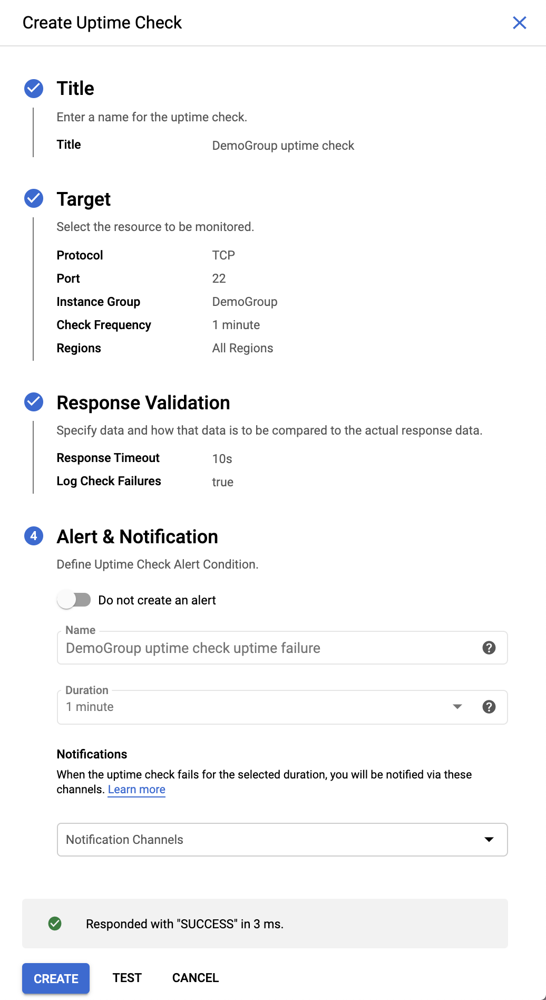 Create Uptime Check
Title
Enter a name for the uptime check.
Title DemoGroup uptime check
Target
Select the resource to be monitored.
Protocol TCP
Port 22
Instance Group DemoGroup
Check Frequency 1 minute
Regions All Regions
Response Validation
Specify data and how that data is to be compared to the actual response data.
Response Timeout 10s
Log Check Failures true
4 Alert & Notification
Define Uptime Check Alert Condition.
Do not create an alert
Name
DemoGroup uptime check uptime failure
?
Duration
1 minute
?
Notifications
When the uptime check fails for the selected duration, you will be notified via these
channels. Learn more
Notification Channels
Responded with "SUCCESS" in 3 ms.
CREATE TEST CANCEL